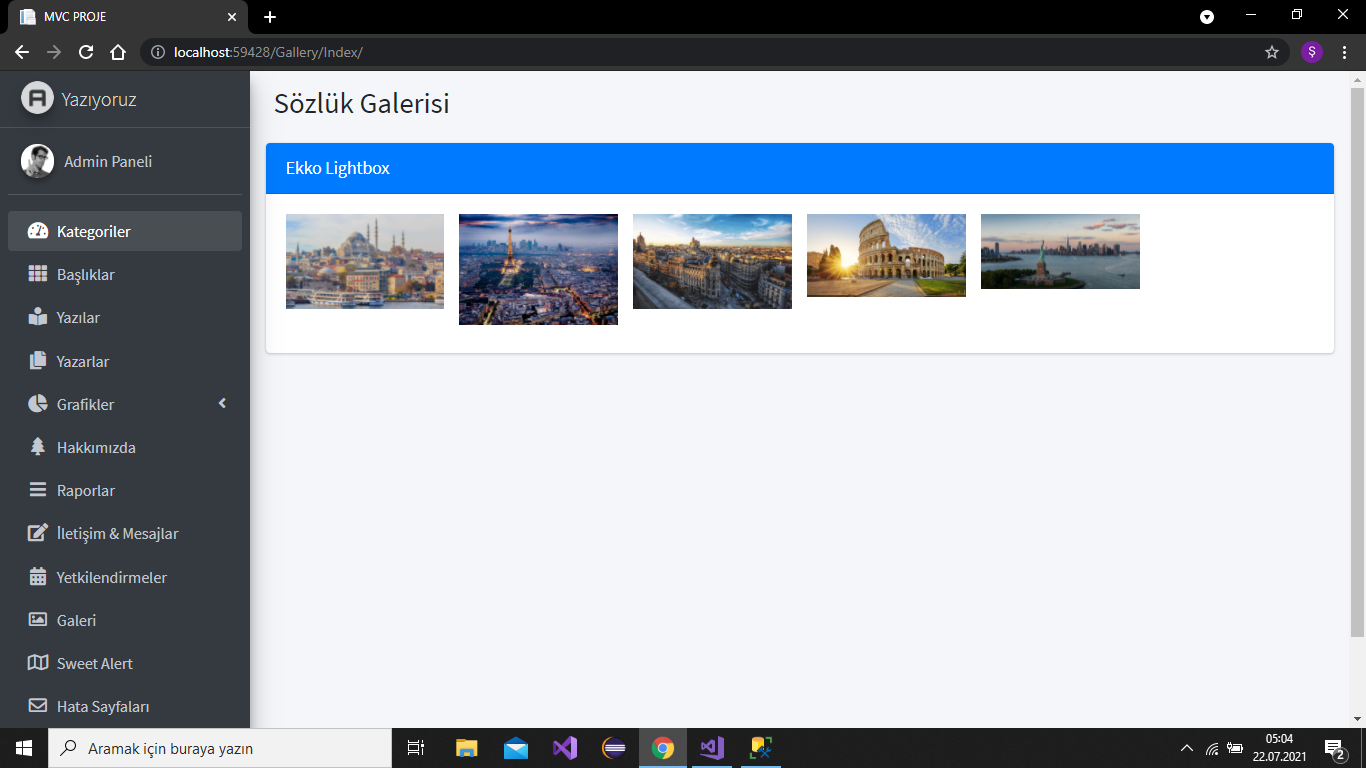 MVC PROJE
localhost:59428/Gallery/Index/
Ş
Yazıyoruz
Admin Paneli
Kategoriler
Başlıklar
Yazılar
Yazarlar
Grafikler
Hakkımızda
Raporlar
İletişim & Mesajlar
Yetkilendirmeler
Galeri
Sweet Alert
Hata Sayfaları
Sözlük Galerisi
Ekko Lightbox
Aramak için buraya yazın
05:04
22.07.2021
2